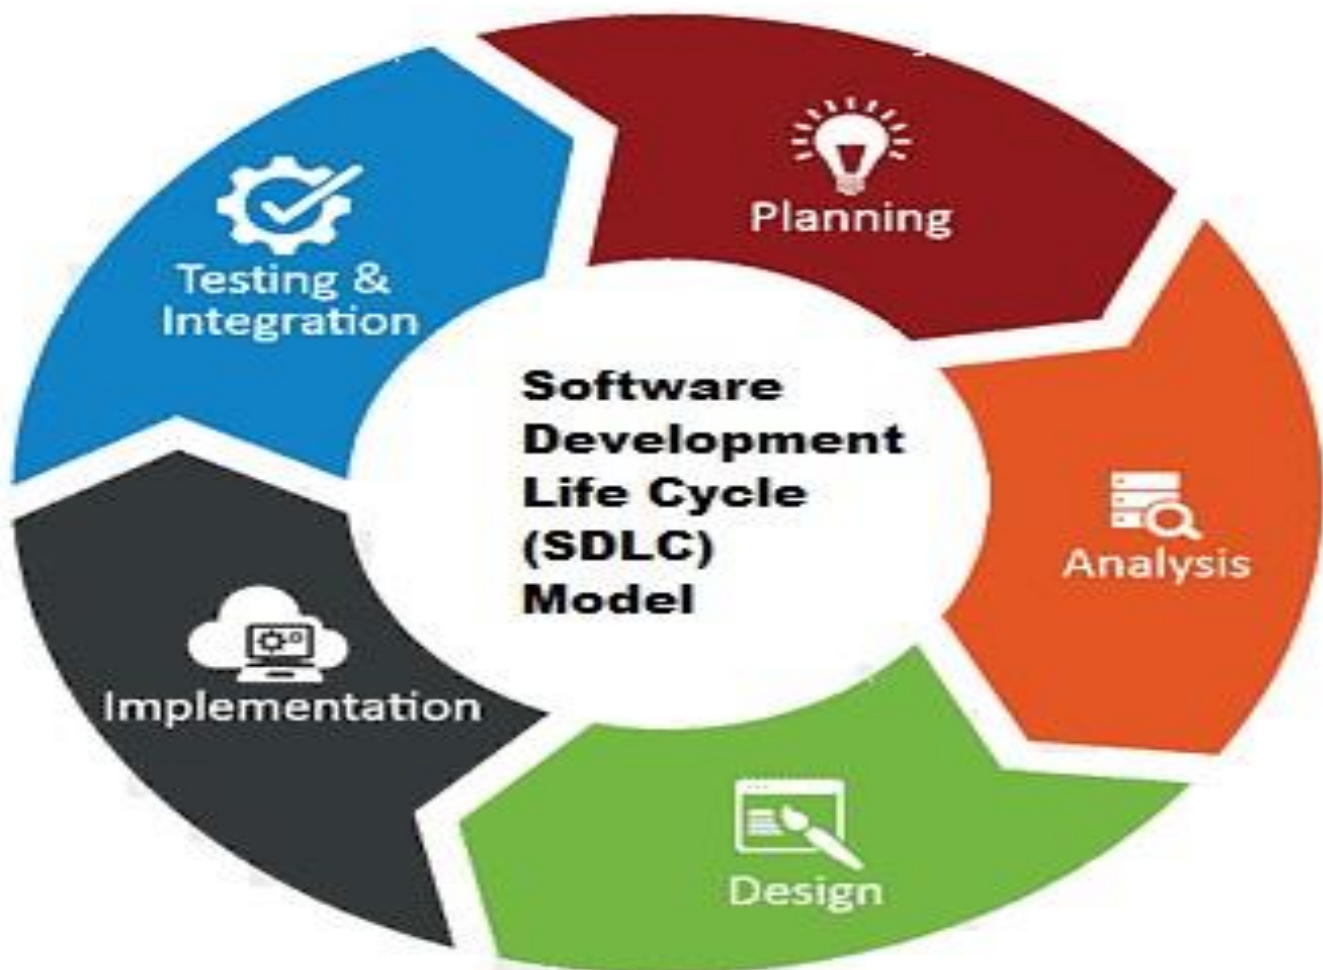 Planning
Testing &
Integration
Software
Development
Life Cycle
(SDLC)
Model
Analysis
Implementation
Design